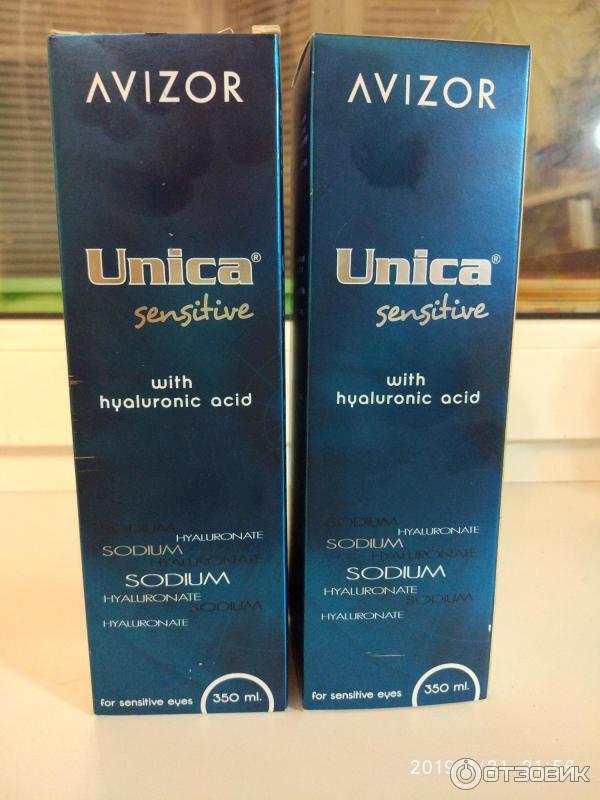 AVIZOR
Unica®
sensitive
with
hyaluronic acid
SODIUM
HYALURONATE
SODIUM
HYALURONATE
SODIUM
HYALURONATE
SODIUM
HYALURONATE
for sensitive eyes
350 ml.
AVIZOR
Unica®
sensitive
with
hyaluronic acid
SODIUM
HYALURONATE
SODIUM
HYALURONATE
SODIUM
HYALURONATE
SODIUM
HYALURONATE
for sensitive eyes
350 ml.
ОТЗОВИК